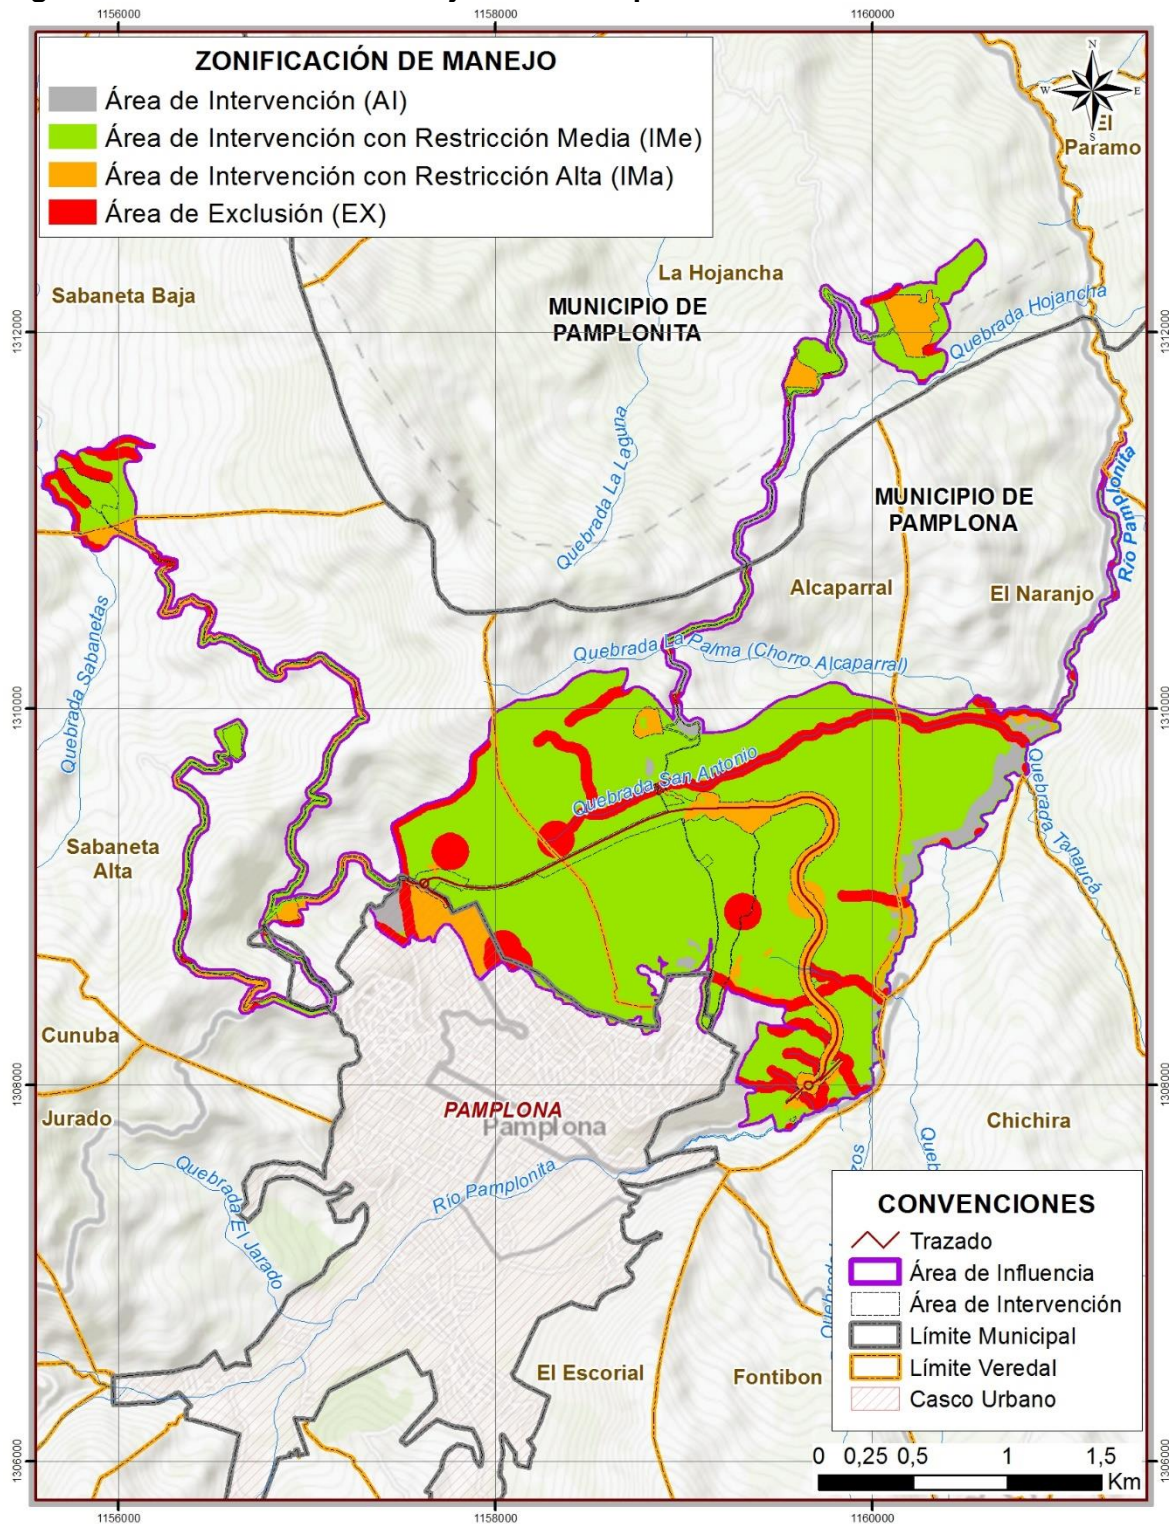 1156000
1158000
1160000
ZONIFICACIÓN DE MANEJO
Área de Intervención (AI)
Área de Intervención con Restricción Media (IMe)
Área de Intervención con Restricción Alta (IMa)
Área de Exclusión (EX)
N
W
E
S
El
Paramo
Sabaneta Baja
La Hojancha
MUNICIPIO DE
PAMPLONITA
Quebrada Hojancha
1312000
1312000
Quebrada La Laguna
MUNICIPIO DE
PAMPLONA
Río Pamplonita
Alcaparral
El Naranjo
Quebrada Sabanetas
Quebrada La Palma (Chorro Alcaparral)
1310000
1310000
Quebrada San Antonio
Quebrada Tanaucá
Sabaneta
Alta
Cunuba
1308000
1308000
Jurado
PAMPLONA
Pamplona
Chichira
Quebrada El Jarado
Río Pamplonita
El Escorial
Fontibon
CONVENCIONES
Trazado
Área de Influencia
Área de Intervención
Límite Municipal
Límite Veredal
Casco Urbano
0 0,25 0,5 1 1,5
Km
1306000
1306000
1156000
1158000
1160000